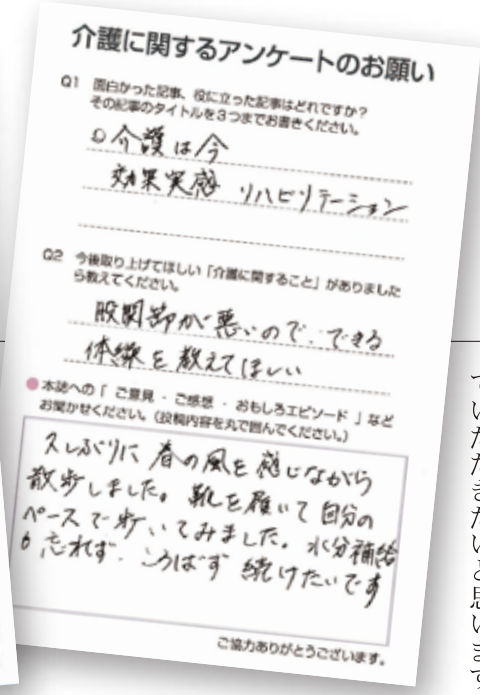 介護に関するアンケートのお願い
Q1 面白かった記事、役に立った記事はどれですか?
その記事のタイトルを3つまでお書きください。
○介護は今
効果実感 リハビリテーション
Q2 今後取り上げてほしい「介護に関すること」がありました
ら教えてください。
股関節が悪いので、できる
体操を教えてほしい
●本誌への「 ご意見 ・ ご感想 ・ おもしろエピソード 」など
お聞かせください。(投稿内容を丸で囲んでください。)
久しぶりに春の風を感じながら
散歩しました。靴を履いて自分の
ペースで歩いてみました。水分補給
も忘れず、ころばず 続けたいです
ご協力ありがとうございます。
ていただきたいと思います